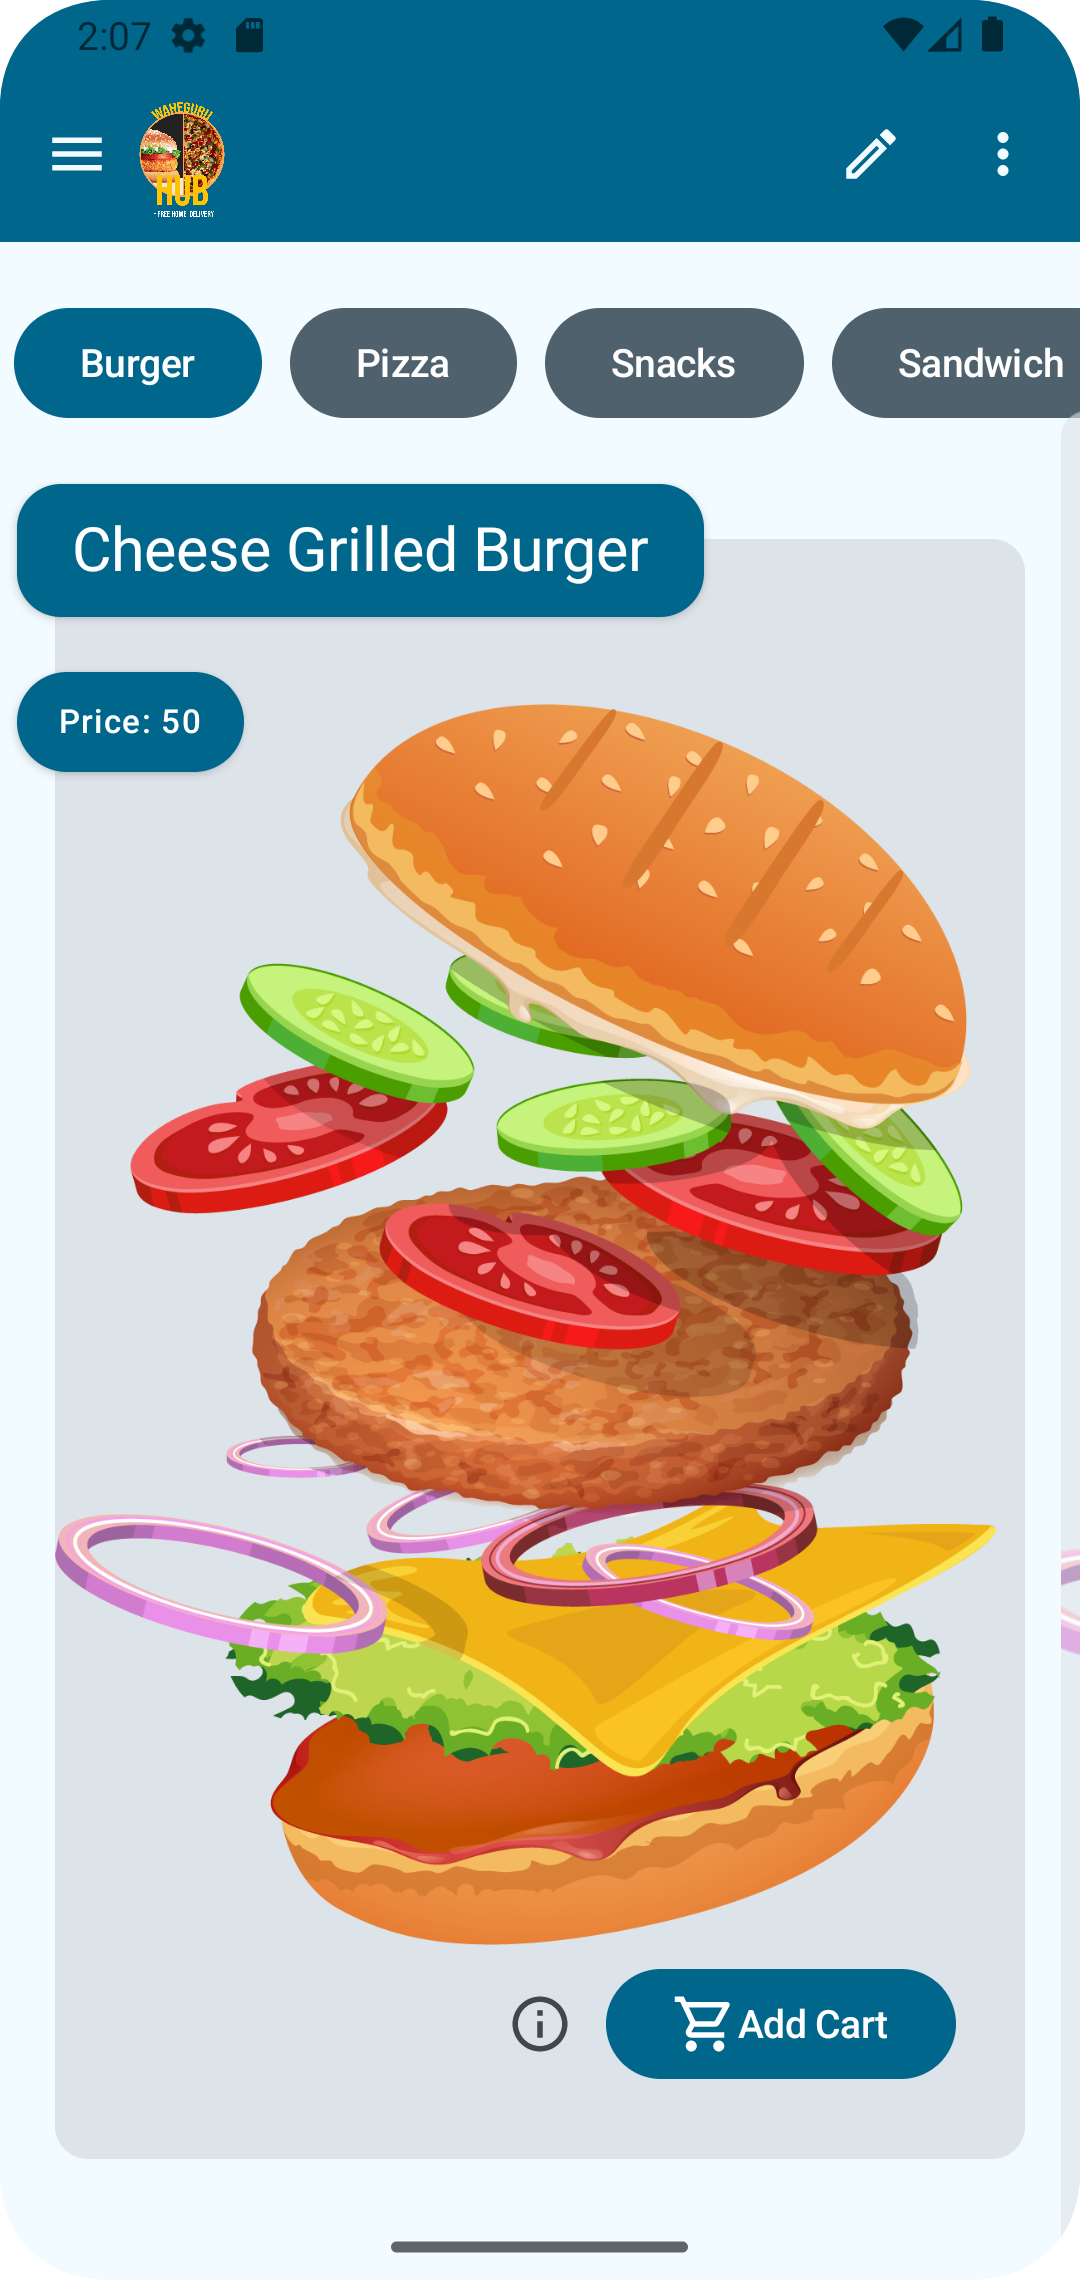 2:07
WAHEGURU
HUB
- FREE HOME DELIVERY
Burger
Pizza
Snacks
Sandwich
Cheese Grilled Burger
Price: 50
Add Cart